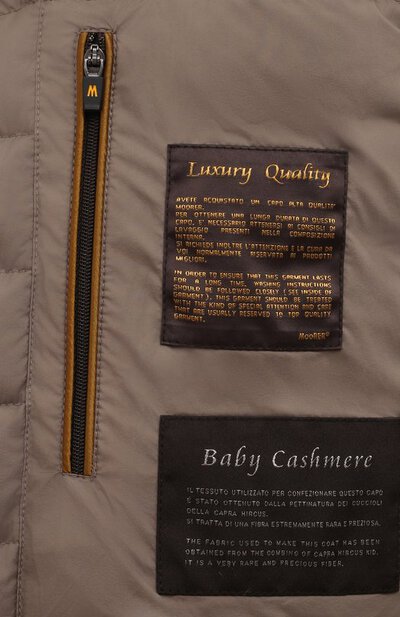 M
Luxury Quality
AVETE ACQUISTATO UN CAPO ALTA QUALITA'
MOORER.
PER OTTENERE UNA LUNGA DURATA DI QUESTO
CAPO, E' NECESSARIO ATTENERSI AI CONSIGLI DI
LAVAGGIO PRESENTI NELLA COMPOSIZIONE
INTERNA.
SI RICHIEDE INOLTRE L'ATTENZIONE E LA CURA DA
VOI NORMALMENTE RISERVATA AI PRODOTTI
MIGLIORI.
IN ORDER TO ENSURE THAT THIS GARMENT LASTS
FOR A LONG TIME, WASHING INSTRUCTIONS
SHOULD BE FOLLOWED CLOSELY ( SEE INSIDE OF
GARMENT ). THIS GARMENT SHOULD BE TREATED
WITH THE KIND OF SPECIAL ATTENTION AND CARE
THAT ARE USUALLY RESERVED TO TOP QUALITY
GARMENT.
MOORER®
Baby Cashmere
IL TESSUTO UTILIZZATO PER CONFEZIONARE QUESTO CAPO
È STATO OTTENUTO DALLA PETTINATURA DEI CUCCIOLI
DELLA CAPRA HIRCUS.
SI TRATTA DI UNA FIBRA ESTREMAMENTE RARA E PREZIOSA.
THE FABRIC USED TO MAKE THIS COAT HAS BEEN
OBTAINED FROM THE COMBING OF CAPRA HIRCUS KID.
IT IS A VERY RARE AND PRECIOUS FIBER.